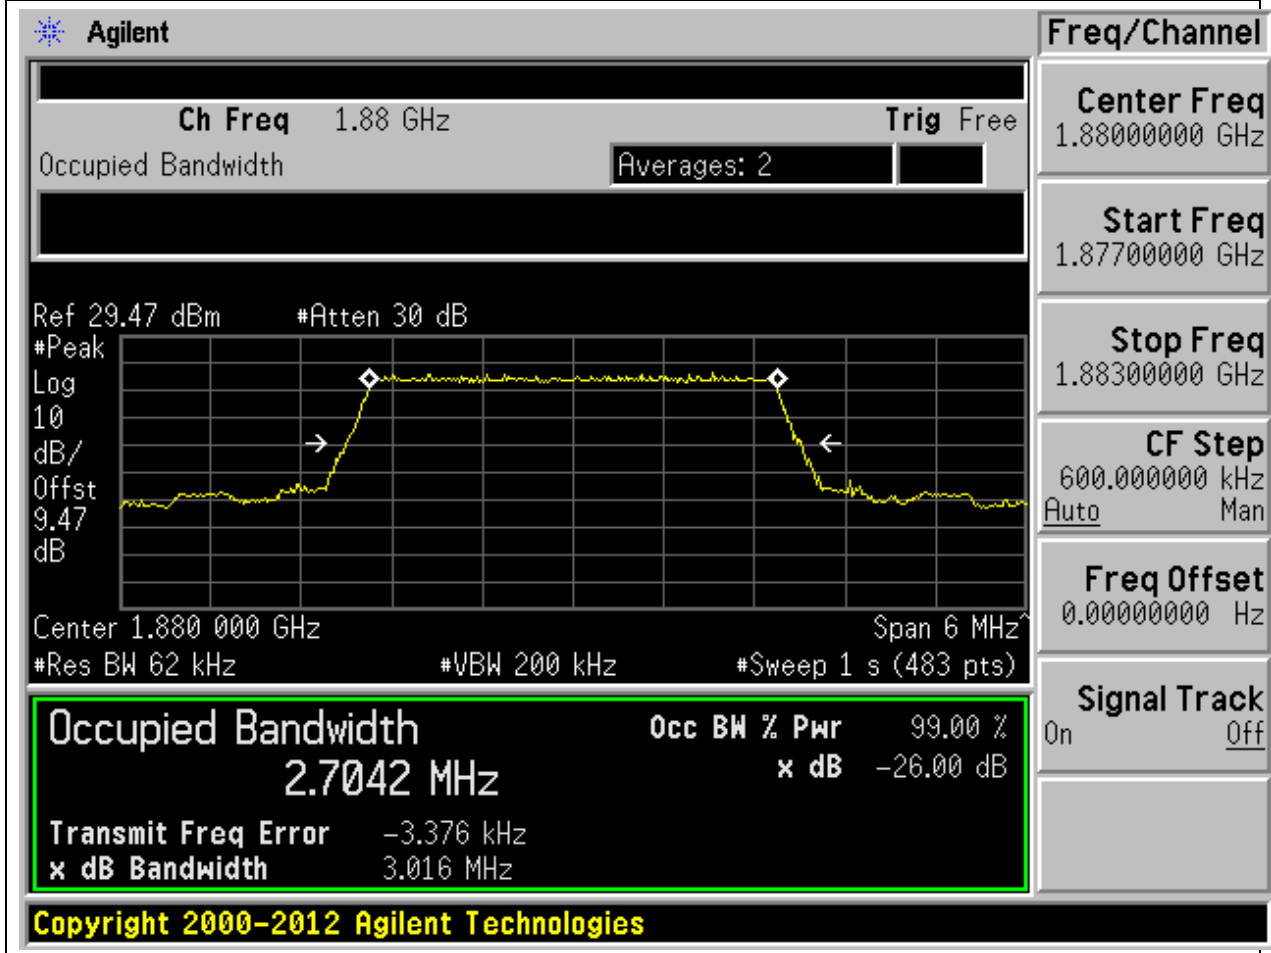 Agilent
Freq/Channel
Ch Freq 1.88 GHz Trig Free
Occupied Bandwidth Averages: 2
Center Freq
1.88000000 GHz
Start Freq
1.87700000 GHz
Stop Freq
1.88300000 GHz
CF Step
600.000000 kHz
Auto Man
Freq Offset
0.00000000 Hz
Signal Track
On Off
Ref 29.47 dBm #Atten 30 dB
#Peak
Log
10
dB/
Offst
9.47
dB
Center 1.880 000 GHz Span 6 MHz^
#Res BW 62 kHz #VBW 200 kHz #Sweep 1 s (483 pts)
Occupied Bandwidth Occ BW % Pwr 99.00 %
2.7042 MHz x dB -26.00 dB
Transmit Freq Error -3.376 kHz
x dB Bandwidth 3.016 MHz
Copyright 2000-2012 Agilent Technologies